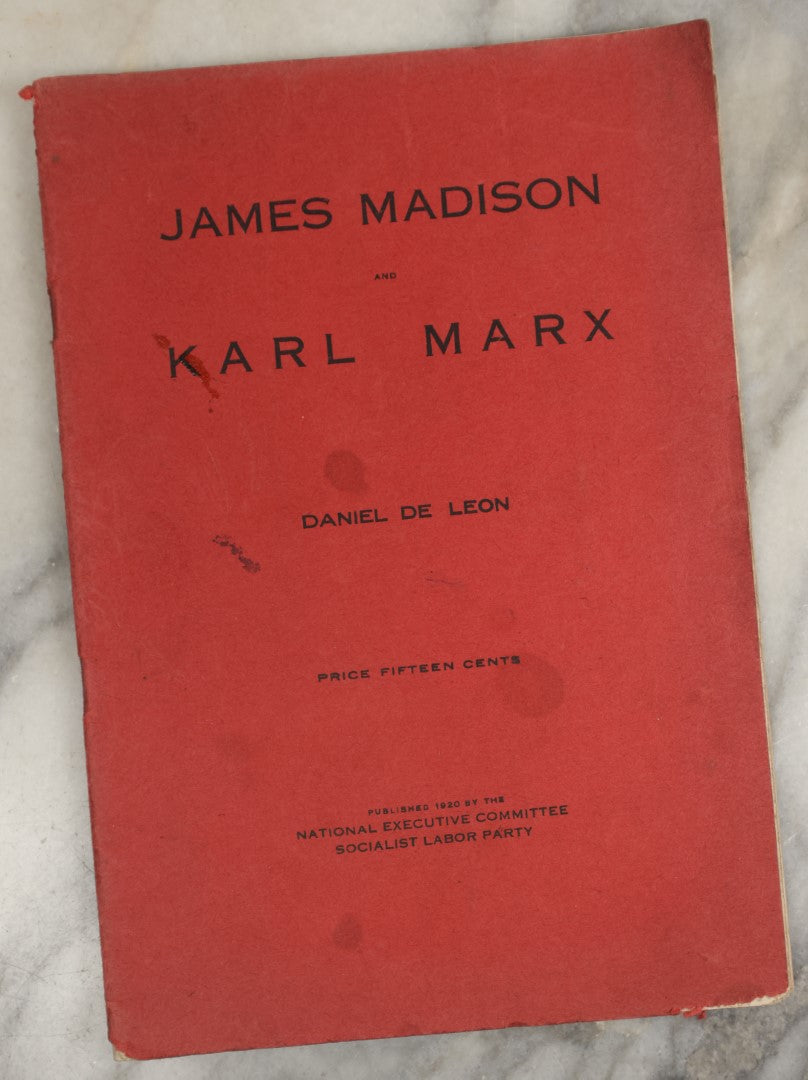 JAMES MADISON
AND
KARL MARX
DANIEL DE LEON
PRICE FIFTEEN CENTS
PUBLISHED 1920 BY THE
NATIONAL EXECUTIVE COMMITTEE
SOCIALIST LABOR PARTY